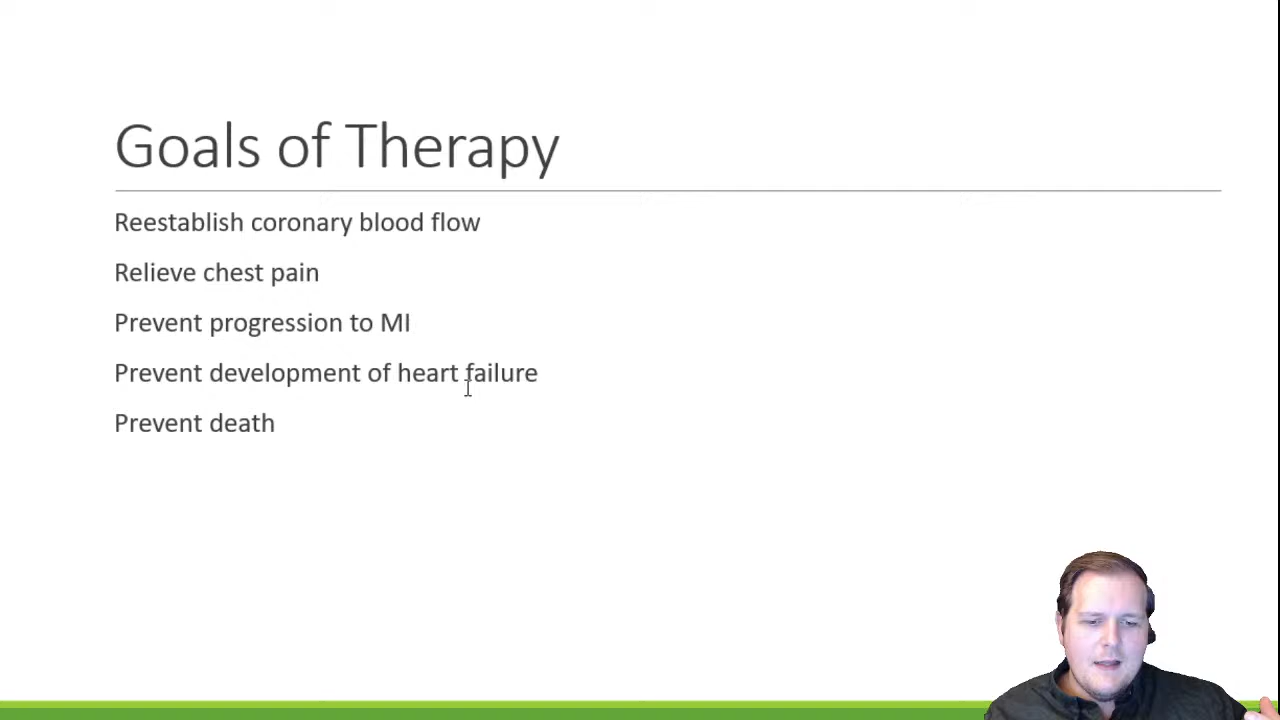 Goals of Therapy
Reestablish coronary blood flow
Relieve chest pain
Prevent progression to MI
Prevent development of heart failure
Prevent death